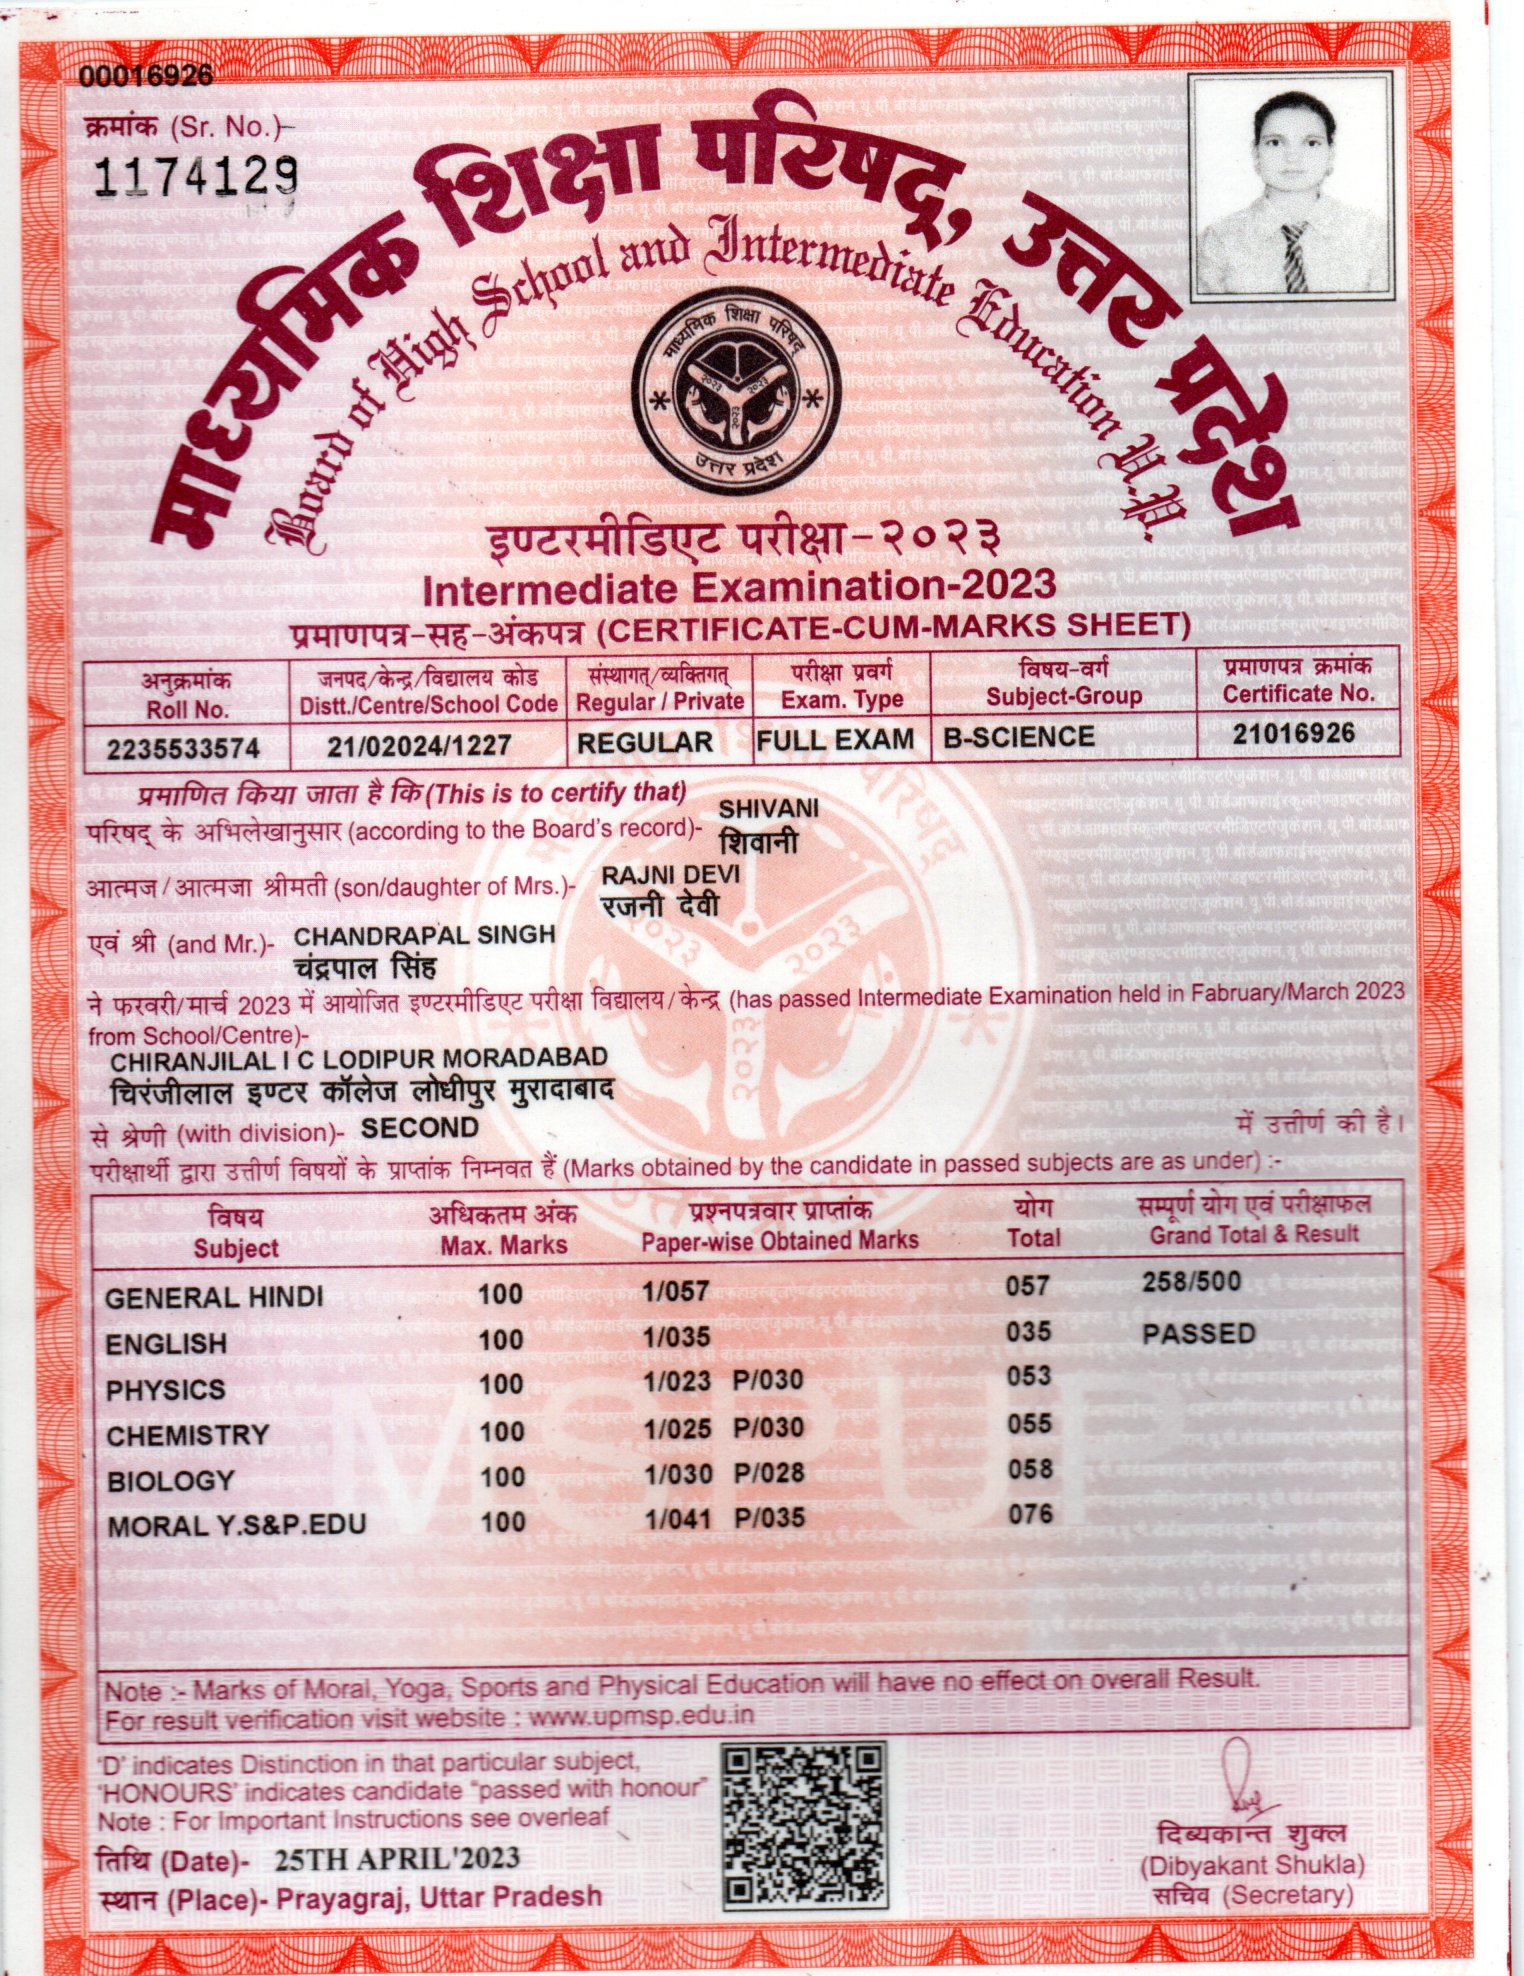 00016926
क्रमांक (Sr. No.)-
1174129
माध्यमिक शिक्षा परिषद्, उत्तर प्रदेश
Board of High School and Intermediate Education U.P.
माध्यमिक शिक्षा परिषद्
२०२३ २०२३
२०२३
उत्तर प्रदेश
इण्टरमीडिएट परीक्षा-२०२३
Intermediate Examination-2023
प्रमाणपत्र-सह-अंकपत्र (CERTIFICATE-CUM-MARKS SHEET)
अनुक्रमांक जनपद/केन्द्र/विद्यालय कोड संस्थागत्/व्यक्तिगत् परीक्षा प्रवर्ग विषय-वर्ग प्रमाणपत्र क्रमांक
Roll No. Distt./Centre/School Code Regular / Private Exam. Type Subject-Group Certificate No.
2235533574 21/02024/1227 REGULAR FULL EXAM B-SCIENCE 21016926
प्रमाणित किया जाता है कि (This is to certify that)
परिषद् के अभिलेखानुसार (according to the Board's record)- SHIVANI
शिवानी
आत्मज/आत्मजा श्रीमती (son/daughter of Mrs.)- RAJNI DEVI
रजनी देवी
एवं श्री (and Mr.)- CHANDRAPAL SINGH
चंद्रपाल सिंह
ने फरवरी/मार्च 2023 में आयोजित इण्टरमीडिएट परीक्षा विद्यालय/केन्द्र (has passed Intermediate Examination held in Fabruary/March 2023
from School/Centre)-
CHIRANJILAL I C LODIPUR MORADABAD
चिरंजीलाल इण्टर कॉलेज लोधीपुर मुरादाबाद
से श्रेणी (with division)- SECOND में उत्तीर्ण की है।
परीक्षार्थी द्वारा उत्तीर्ण विषयों के प्राप्तांक निम्नवत हैं (Marks obtained by the candidate in passed subjects are as under) :-
विषय अधिकतम अंक प्रश्नपत्रवार प्राप्तांक योग सम्पूर्ण योग एवं परीक्षाफल
Subject Max. Marks Paper-wise Obtained Marks Total Grand Total & Result
GENERAL HINDI 100 1/057 057 258/500
ENGLISH 100 1/035 035 PASSED
PHYSICS 100 1/023 P/030 053
CHEMISTRY 100 1/025 P/030 055
BIOLOGY 100 1/030 P/028 058
MORAL Y.S&P.EDU 100 1/041 P/035 076
MSPUP
Note :- Marks of Moral, Yoga, Sports and Physical Education will have no effect on overall Result.
For result verification visit website : www.upmsp.edu.in
'D' indicates Distinction in that particular subject,
'HONOURS' indicates candidate "passed with honour"
Note : For Important Instructions see overleaf
तिथि (Date)- 25TH APRIL'2023
स्थान (Place)- Prayagraj, Uttar Pradesh
दिब्यकान्त शुक्ल
(Dibyakant Shukla)
सचिव (Secretary)